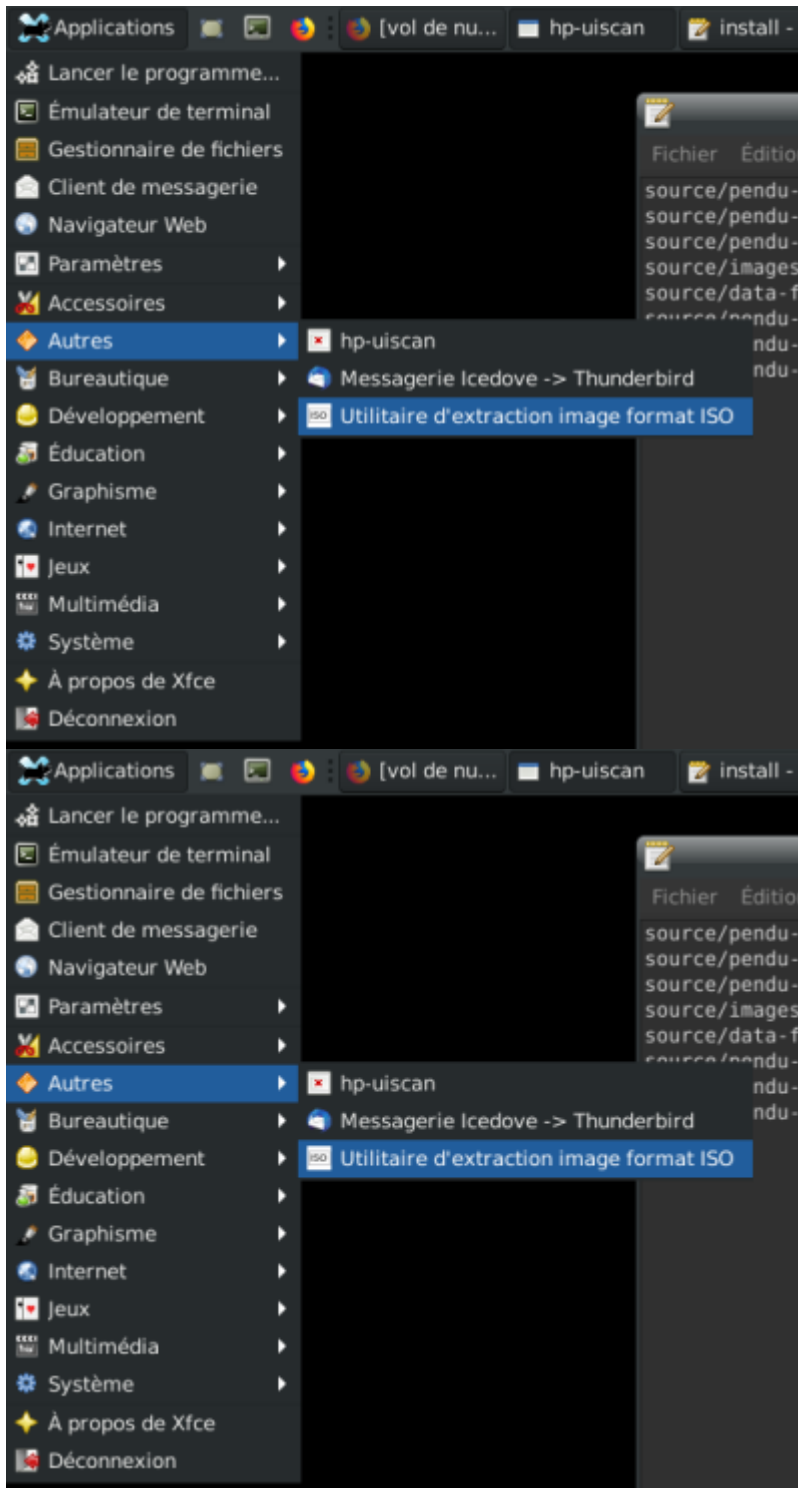 Applications [vol de nu... hp-uiscan install -
Lancer le programme...
Émulateur de terminal
Gestionnaire de fichiers
Client de messagerie
Navigateur Web
Paramètres
Accessoires
Autres
Bureautique
Développement
Éducation
Graphisme
Internet
Jeux
Multimédia
Système
À propos de Xfce
Déconnexion
hp-uiscan
Messagerie Icedove -> Thunderbird
Utilitaire d'extraction image format ISO
Fichier Éditio
source/pendu-
source/pendu-
source/pendu-
source/images
source/data-f
source/pendu-
ndu-
ndu-
Applications [vol de nu... hp-uiscan install -
Lancer le programme...
Émulateur de terminal
Gestionnaire de fichiers
Client de messagerie
Navigateur Web
Paramètres
Accessoires
Autres
Bureautique
Développement
Éducation
Graphisme
Internet
Jeux
Multimédia
Système
À propos de Xfce
Déconnexion
hp-uiscan
Messagerie Icedove -> Thunderbird
Utilitaire d'extraction image format ISO
Fichier Éditio
source/pendu-
source/pendu-
source/pendu-
source/images
source/data-f
source/pendu-
ndu-
ndu-